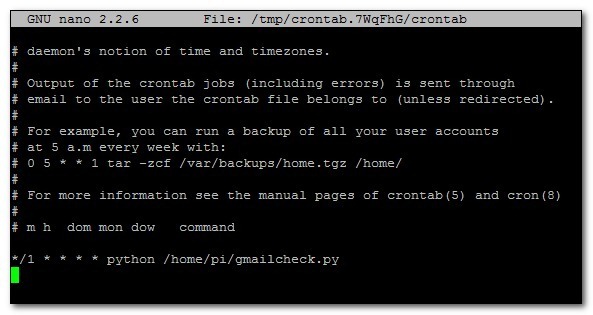 GNU nano 2.2.6 File: /tmp/crontab.7WqFhG/crontab
# daemon's notion of time and timezones.
#
# Output of the crontab jobs (including errors) is sent through
# email to the user the crontab file belongs to (unless redirected).
#
# For example, you can run a backup of all your user accounts
# at 5 a.m every week with:
# 0 5 * * 1 tar -zcf /var/backups/home.tgz /home/
#
# For more information see the manual pages of crontab(5) and cron(8)
#
# m h  dom mon dow   command
*/1 * * * * python /home/pi/gmailcheck.py